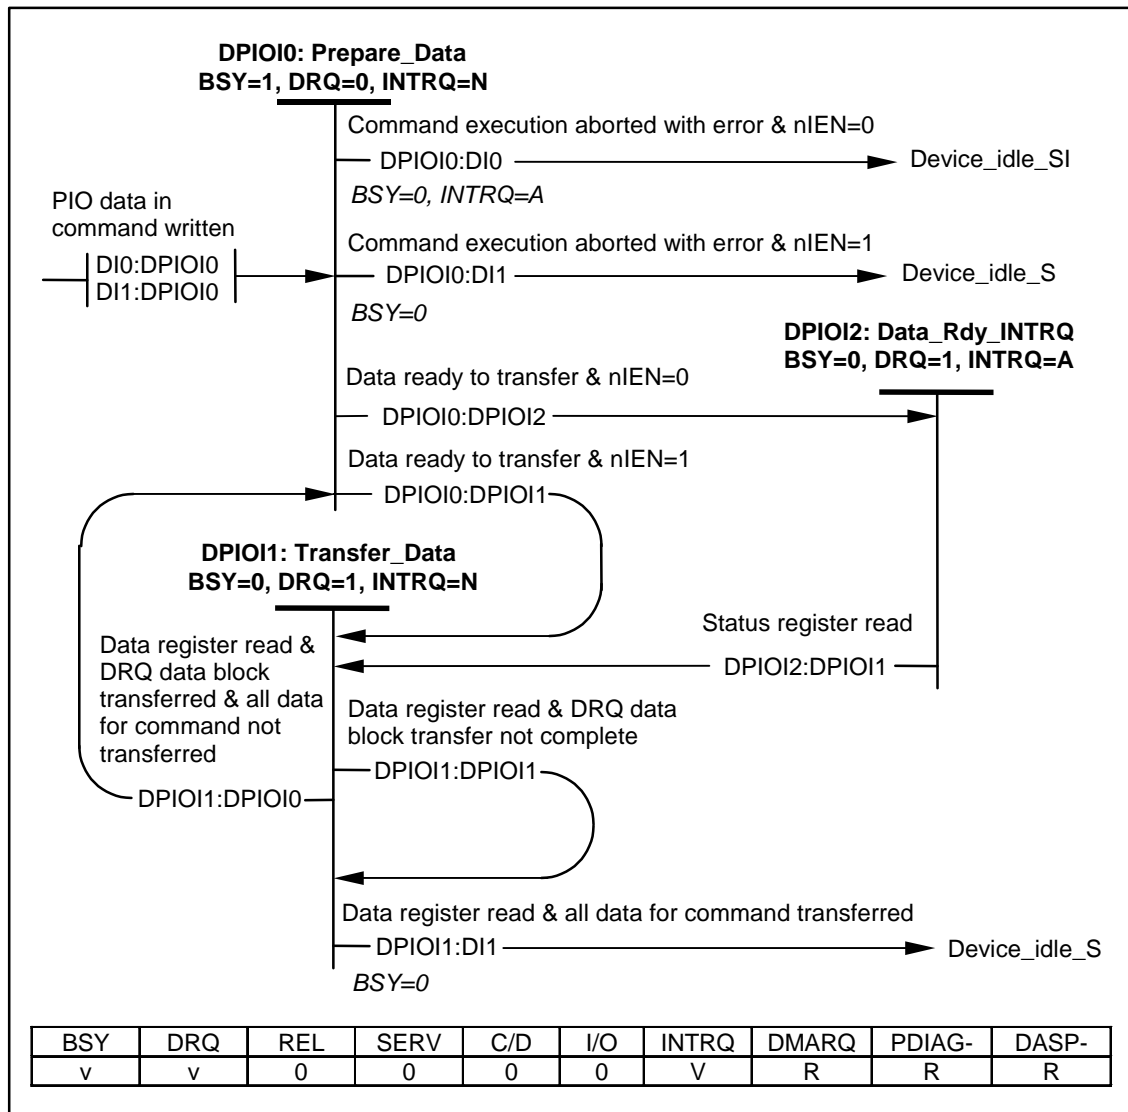 DPIOI0: Prepare_Data
BSY=1, DRQ=0, INTRQ=N
Command execution aborted with error & nIEN=0
DPIOI0:DI0
Device_idle_SI
BSY=0, INTRQ=A
PIO data in
command written
DI0:DPIOI0
DI1:DPIOI0
Command execution aborted with error & nIEN=1
DPIOI0:DI1
Device_idle_S
BSY=0
DPIOI2: Data_Rdy_INTRQ
BSY=0, DRQ=1, INTRQ=A
Data ready to transfer & nIEN=0
DPIOI0:DPIOI2
Data ready to transfer & nIEN=1
DPIOI0:DPIOI1
DPIOI1: Transfer_Data
BSY=0, DRQ=1, INTRQ=N
Status register read
DPIOI2:DPIOI1
Data register read &
DRQ data block
transferred & all data
for command not
transferred
DPIOI1:DPIOI0
Data register read & DRQ data
block transfer not complete
DPIOI1:DPIOI1
Data register read & all data for command transferred
DPIOI1:DI1
Device_idle_S
BSY=0
BSY DRQ REL SERV C/D I/O INTRQ DMARQ PDIAG- DASP-
v v 0 0 0 0 V R R R